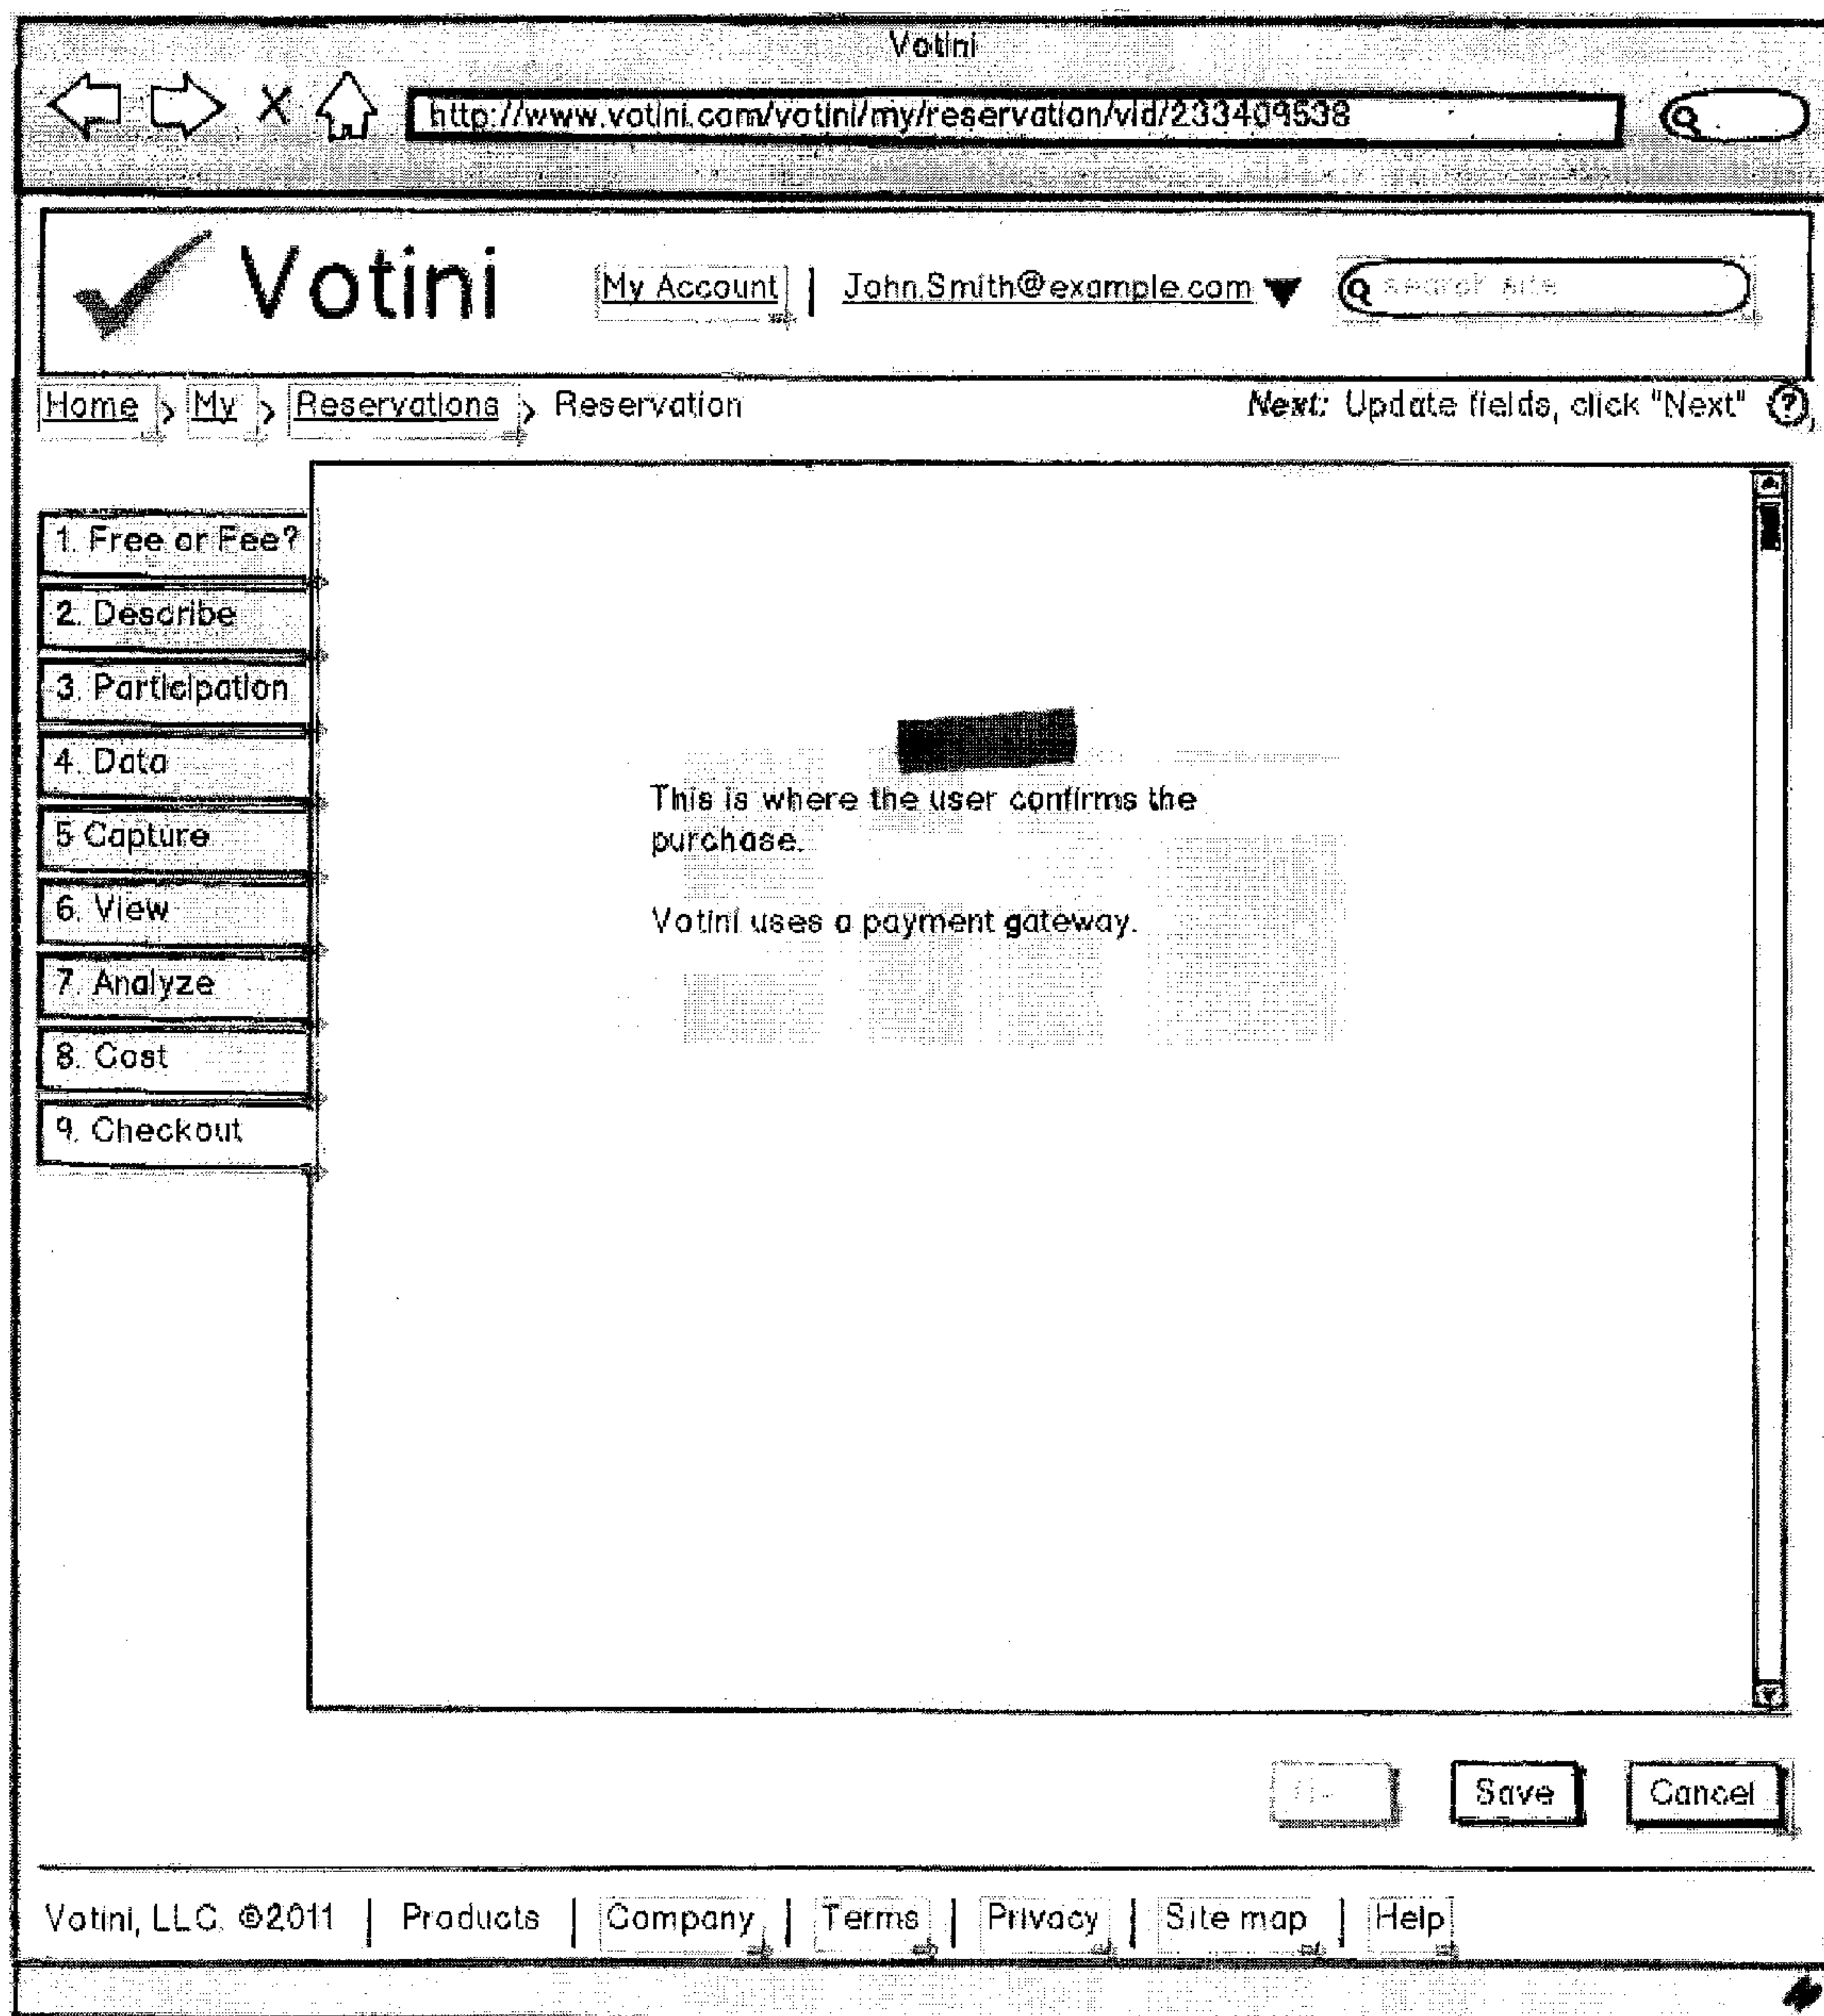 Votini
http://www.votini.com/votini/my/reservation/vid/233409538
Votini My Account | John.Smith@example.com search site
Home > My > Reservations > Reservation Next: Update fields, click "Next" ?
1. Free or Fee?
2. Describe
3. Participation
4. Data
5 Capture
6. View
7. Analyze
8. Cost
9. Checkout
This is where the user confirms the
purchase.
Votini uses a payment gateway.
Save Cancel
Votini, LLC. ©2011 | Products | Company | Terms | Privacy | Site map | Help